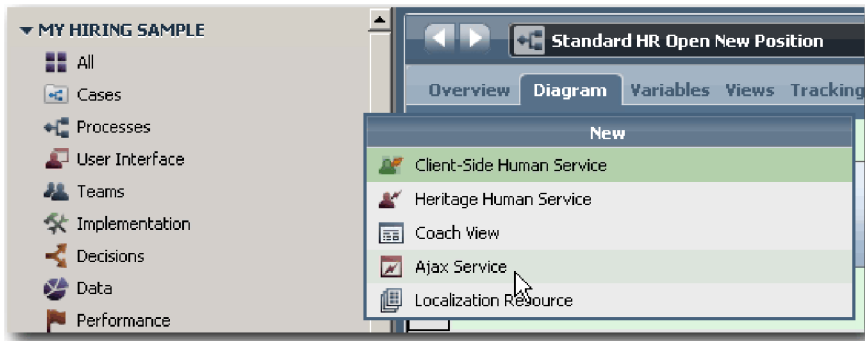 MY HIRING SAMPLE
All
Cases
Processes
User Interface
Teams
Implementation
Decisions
Data
Performance
Standard HR Open New Position
Overview Diagram Variables Views Tracking
New
Client-Side Human Service
Heritage Human Service
Coach View
Ajax Service
Localization Resource